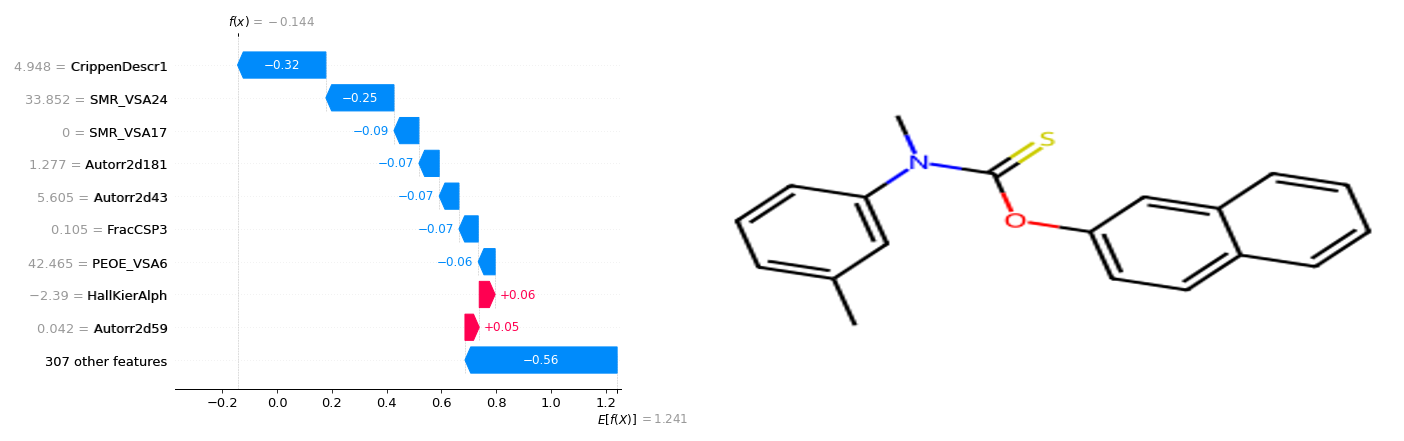 f(x) = −0.144
4.948 = CrippenDescr1
−0.32
33.852 = SMR_VSA24
−0.25
0 = SMR_VSA17
−0.09
1.277 = Autorr2d181
−0.07
5.605 = Autorr2d43
−0.07
0.105 = FracCSP3
−0.07
42.465 = PEOE_VSA6
−0.06
−2.39 = HallKierAlph
+0.06
0.042 = Autorr2d59
+0.05
307 other features
−0.56
−0.2 0.0 0.2 0.4 0.6 0.8 1.0 1.2
E[f(X)] = 1.241
S
N
O